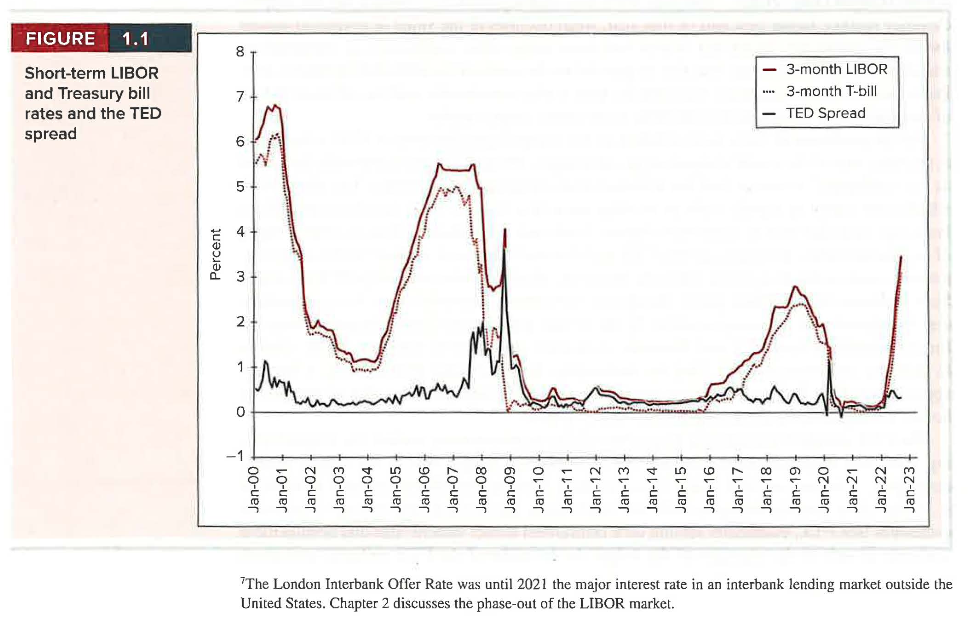 FIGURE 1.1
Short-term LIBOR
and Treasury bill
rates and the TED
spread
8
7
6
5
4
3
2
1
0
−1
Percent
3-month LIBOR
3-month T-bill
TED Spread
Jan-00
Jan-01
Jan-02
Jan-03
Jan-04
Jan-05
Jan-06
Jan-07
Jan-08
Jan-09
Jan-10
Jan-11
Jan-12
Jan-13
Jan-14
Jan-15
Jan-16
Jan-17
Jan-18
Jan-19
Jan-20
Jan-21
Jan-22
Jan-23
⁷The London Interbank Offer Rate was until 2021 the major interest rate in an interbank lending market outside the
United States. Chapter 2 discusses the phase-out of the LIBOR market.